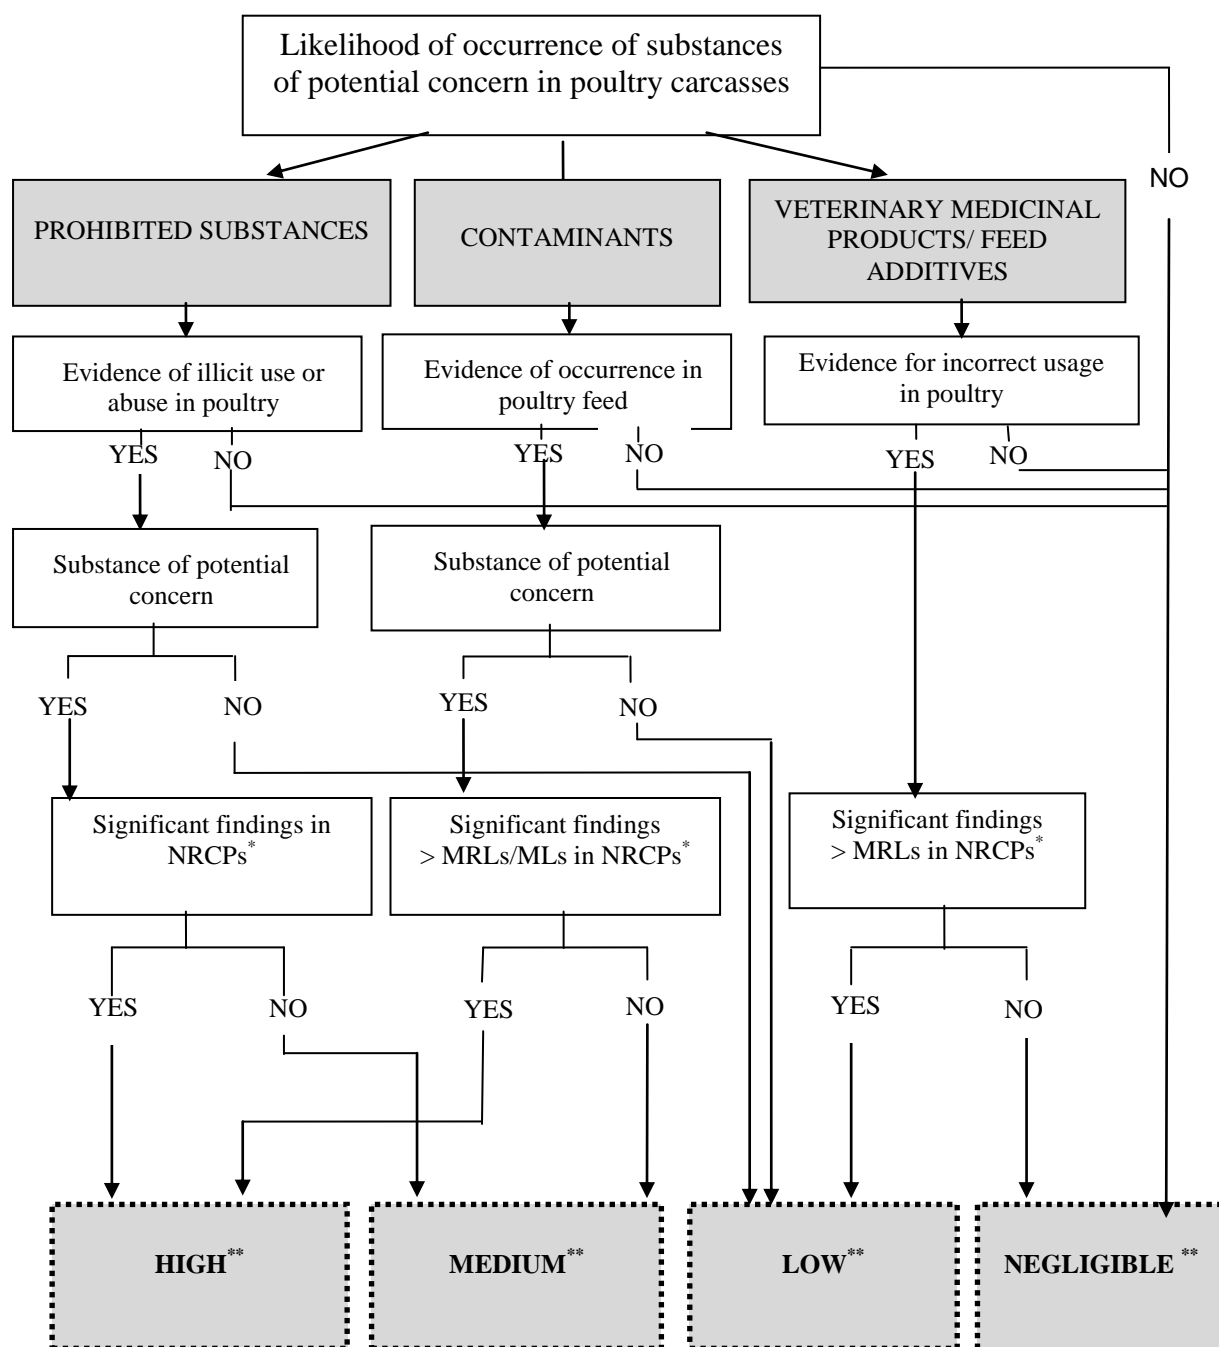 Likelihood of occurrence of substances
of potential concern in poultry carcasses
NO
PROHIBITED SUBSTANCES
CONTAMINANTS
VETERINARY MEDICINAL
PRODUCTS/ FEED
ADDITIVES
Evidence of illicit use or
abuse in poultry
Evidence of occurrence in
poultry feed
Evidence for incorrect usage
in poultry
YES
NO
YES
NO
YES
NO
Substance of potential
concern
Substance of potential
concern
YES
NO
YES
NO
Significant findings in
NRCPs*
Significant findings
> MRLs/MLs in NRCPs*
Significant findings
> MRLs in NRCPs*
YES
NO
YES
NO
YES
NO
HIGH**
MEDIUM**
LOW**
NEGLIGIBLE **